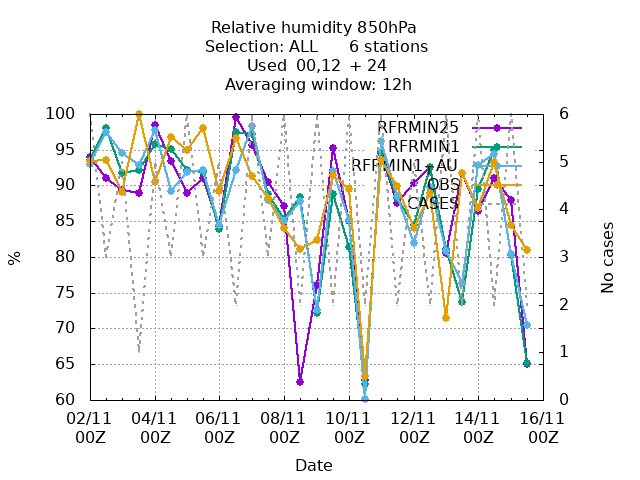 Relative humidity 850hPa
Selection: ALL 6 stations
Used 00,12 + 24
Averaging window: 12h
100 6
RFRMIN25
95 RFRMIN1 5
RFRMIN1+AU
90 OBS
CASES 4
85
% 80 3 No cases
75
70 2
65 1
60 0
02/11 04/11 06/11 08/11 10/11 12/11 14/11 16/11
00Z 00Z 00Z 00Z 00Z 00Z 00Z 00Z
Date